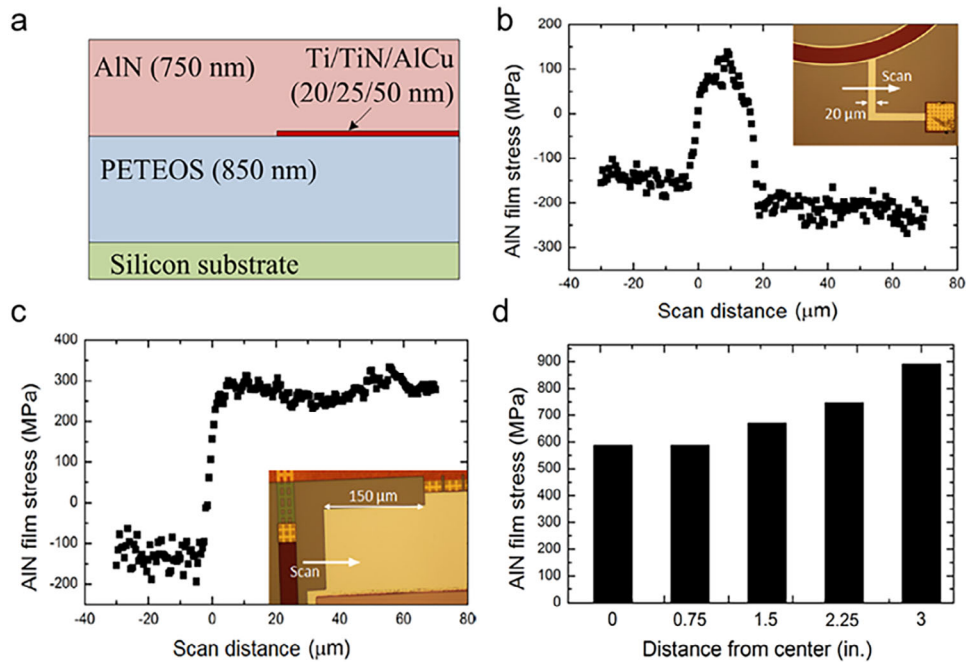 a
AlN (750 nm)
Ti/TiN/AlCu
(20/25/50 nm)
PETEOS (850 nm)
Silicon substrate
b
AlN film stress (MPa)
200
100
0
-100
-200
-300
-40 -20 0 20 40 60 80
Scan distance (μm)
Scan
20 μm
c
AlN film stress (MPa)
400
300
200
100
0
-100
-200
-40 -20 0 20 40 60 80
Scan distance (μm)
150 μm
Scan
d
AlN film stress (MPa)
900
800
700
600
500
400
300
200
100
0
0 0.75 1.5 2.25 3
Distance from center (in.)